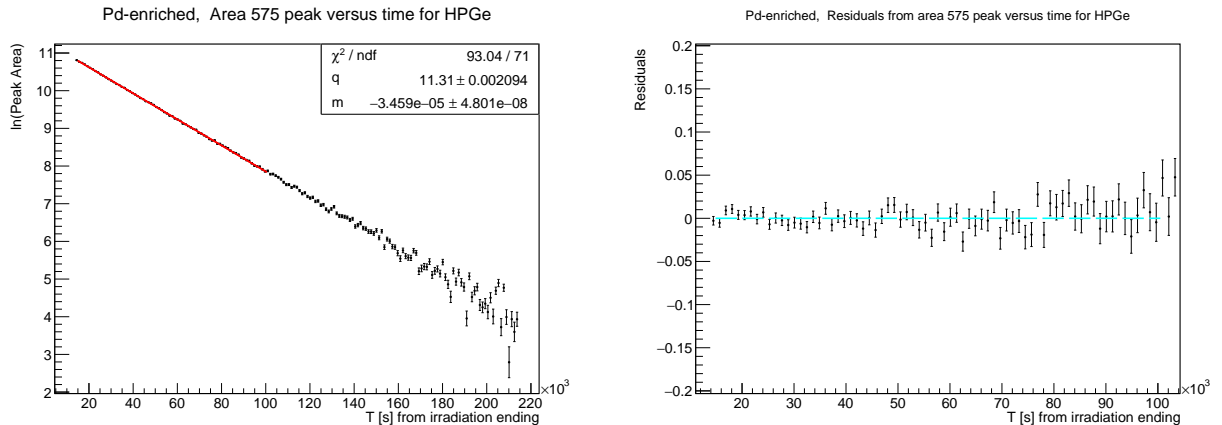 Pd-enriched, Area 575 peak versus time for HPGe
χ² / ndf 93.04 / 71
q 11.31 ± 0.002094
m −3.459e−05 ± 4.801e−08
ln(Peak Area)
11
10
9
8
7
6
5
4
3
2
20 40 60 80 100 120 140 160 180 200 220
×10³
T [s] from irradiation ending
Pd-enriched, Residuals from area 575 peak versus time for HPGe
Residuals
0.2
0.15
0.1
0.05
0
−0.05
−0.1
−0.15
−0.2
20 30 40 50 60 70 80 90 100
×10³
T [s] from irradiation ending